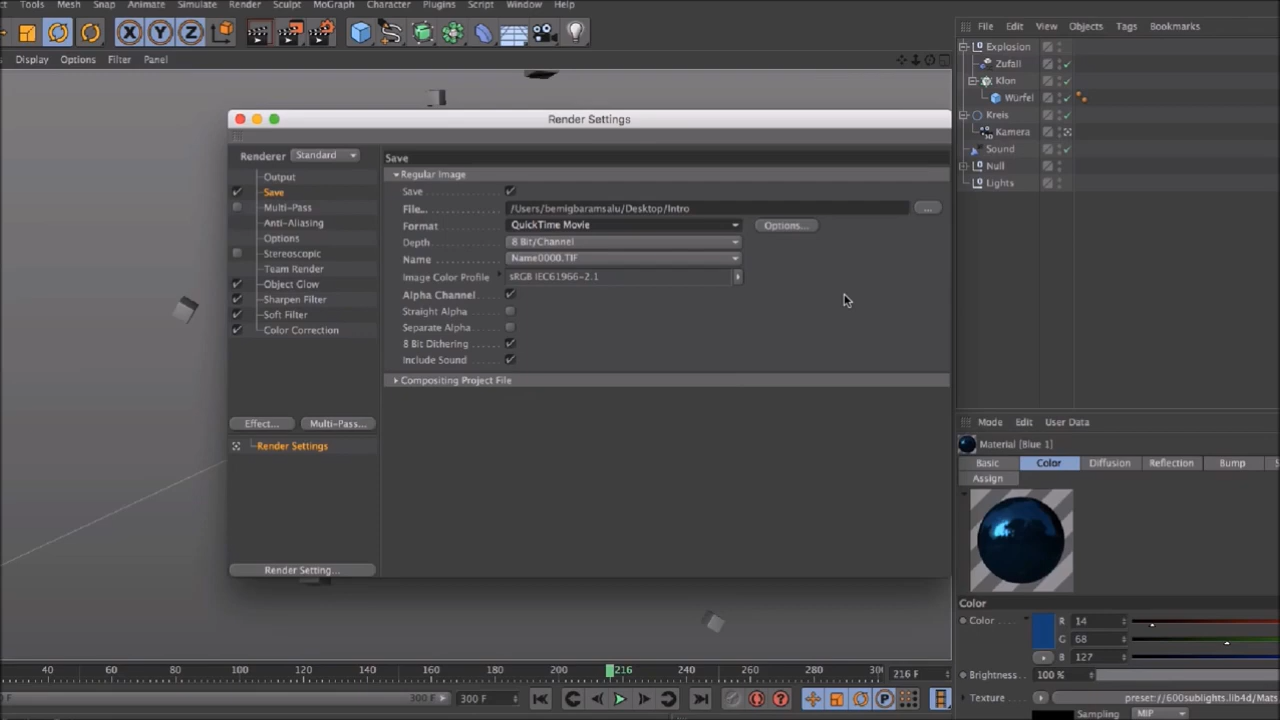 Tools Mesh Snap Animate Simulate Render Sculpt MoGraph Character Plugins Script Window Help
File Edit View Objects Tags Bookmarks
X Y Z
Display Options Filter Panel
Explosion
Zufall
Klon
Würfel
Kreis
Kamera
Sound
Null
Lights
Render Settings
Renderer Standard
Output
Save
Multi-Pass
Anti-Aliasing
Options
Stereoscopic
Team Render
Object Glow
Sharpen Filter
Soft Filter
Color Correction
Effect... Multi-Pass...
Render Settings
Render Setting...
Save
Regular Image
Save
File... /Users/bemigbaramsalu/Desktop/Intro ...
Format QuickTime Movie Options...
Depth 8 Bit/Channel
Name Name0000.TIF
Image Color Profile sRGB IEC61966-2.1
Alpha Channel
Straight Alpha
Separate Alpha
8 Bit Dithering
Include Sound
Compositing Project File
Mode Edit User Data
Material [Blue 1]
Basic Color Diffusion Reflection Bump
Assign
Color
Color R 14
G 68
B 127
Brightness 100 %
Texture preset://600sublights.lib4d/Mats
Sampling MIP
40 60 80 100 120 140 160 180 200 216 240 260 280 30 216 F
F 300 F 300 F